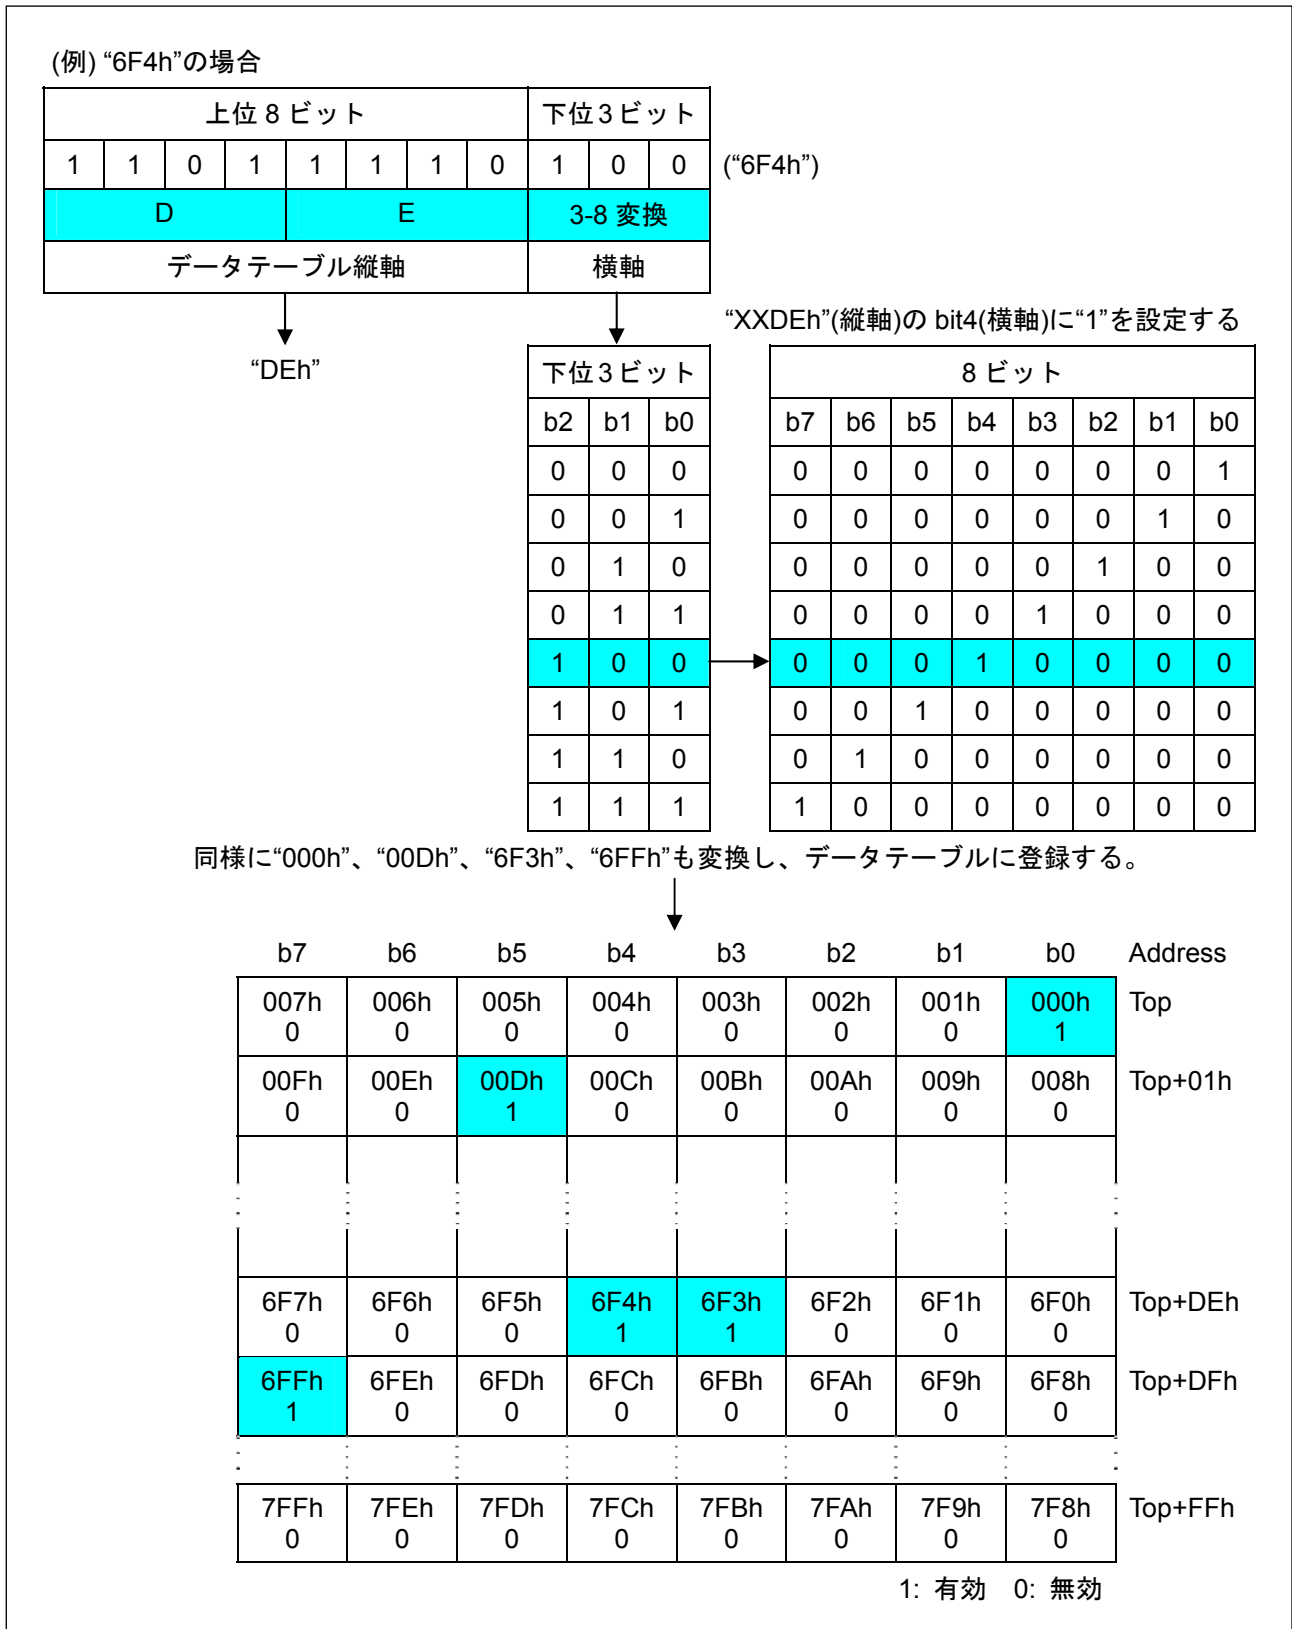 (例) “6F4h”の場合
上位 8 ビット 下位 3 ビット
1 1 0 1 1 1 1 0 1 0 0 (“6F4h”)
D E 3-8 変換
データテーブル縦軸 横軸
“XXDEh”(縦軸)の bit4(横軸)に“1”を設定する
“DEh” 下位 3 ビット 8 ビット
b2 b1 b0 b7 b6 b5 b4 b3 b2 b1 b0
0 0 0 0 0 0 0 0 0 0 1
0 0 1 0 0 0 0 0 0 1 0
0 1 0 0 0 0 0 0 1 0 0
0 1 1 0 0 0 0 1 0 0 0
1 0 0 0 0 0 1 0 0 0 0
1 0 1 0 0 1 0 0 0 0 0
1 1 0 0 1 0 0 0 0 0 0
1 1 1 1 0 0 0 0 0 0 0
同様に“000h”、“00Dh”、“6F3h”、“6FFh”も変換し、データテーブルに登録する。
b7 b6 b5 b4 b3 b2 b1 b0 Address
007h 006h 005h 004h 003h 002h 001h 000h Top
0 0 0 0 0 0 0 1
00Fh 00Eh 00Dh 00Ch 00Bh 00Ah 009h 008h Top+01h
0 0 1 0 0 0 0 0
6F7h 6F6h 6F5h 6F4h 6F3h 6F2h 6F1h 6F0h Top+DEh
0 0 0 1 1 0 0 0
6FFh 6FEh 6FDh 6FCh 6FBh 6FAh 6F9h 6F8h Top+DFh
1 0 0 0 0 0 0 0
7FFh 7FEh 7FDh 7FCh 7FBh 7FAh 7F9h 7F8h Top+FFh
0 0 0 0 0 0 0 0
1: 有効 0: 無効